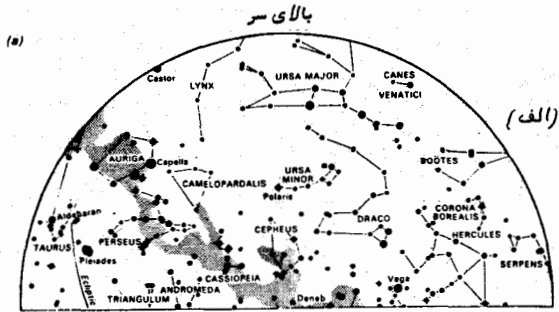 بالای سر
(a)
(الف)
Castor
LYNX
URSA MAJOR
CANES
VENATICI
AURIGA
Capella
CAMELOPARDALIS
URSA
MINOR
Polaris
BOÖTES
DRACO
CORONA
BOREALIS
HERCULES
SERPENS
Aldebaran
TAURUS
Pleiades
PERSEUS
Ecliptic
TRIANGULUM
ANDROMEDA
CASSIOPEIA
CEPHEUS
Deneb
Vega